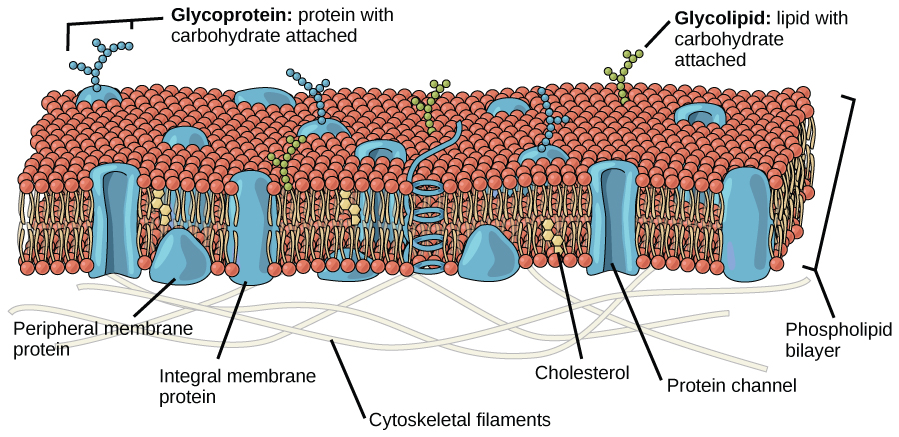 Glycoprotein: protein with
carbohydrate attached
Glycolipid: lipid with
carbohydrate
attached
Peripheral membrane
protein
Integral membrane
protein
Cytoskeletal filaments
Cholesterol
Protein channel
Phospholipid
bilayer